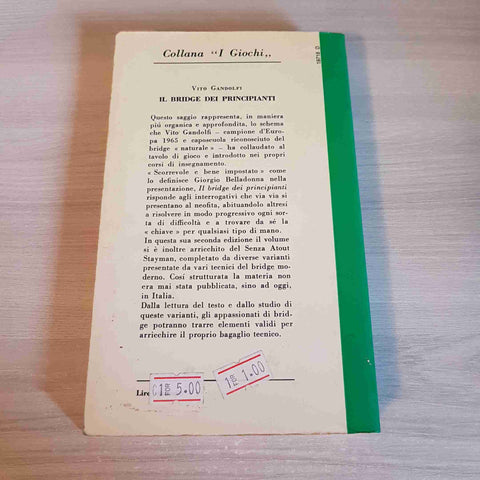 Collana “I Giochi„
Vito Gandolfi
IL BRIDGE DEI PRINCIPIANTI
Questo saggio rappresenta, in maniera
più organica e approfondita, lo schema
che Vito Gandolfi – campione d'Euro-
pa 1965 e caposcuola riconosciuto del
bridge « naturale » – ha collaudato al
tavolo di gioco e introdotto nei propri
corsi di insegnamento.
« Scorrevole e bene impostato » come
lo definisce Giorgio Belladonna nella
presentazione, Il bridge dei principianti
risponde agli interrogativi che via via si
presentano al neofita, abituandolo altresì
a risolvere in modo progressivo ogni sor-
ta di difficoltà e a trovare da sé la
« chiave » per qualsiasi tipo di mano.
In questa sua seconda edizione il volume
si è inoltre arricchito del Senza Atout
Stayman, completato da diverse varianti
presentate da vari tecnici del bridge mo-
derno. Così strutturata la materia non
era mai stata pubblicata, sino ad oggi,
in Italia.
Dalla lettura del testo e dallo studio di
queste varianti, gli appassionati di brid-
ge potranno trarre elementi validi per
arricchire il proprio bagaglio tecnico.
Lire
5.00
1.00